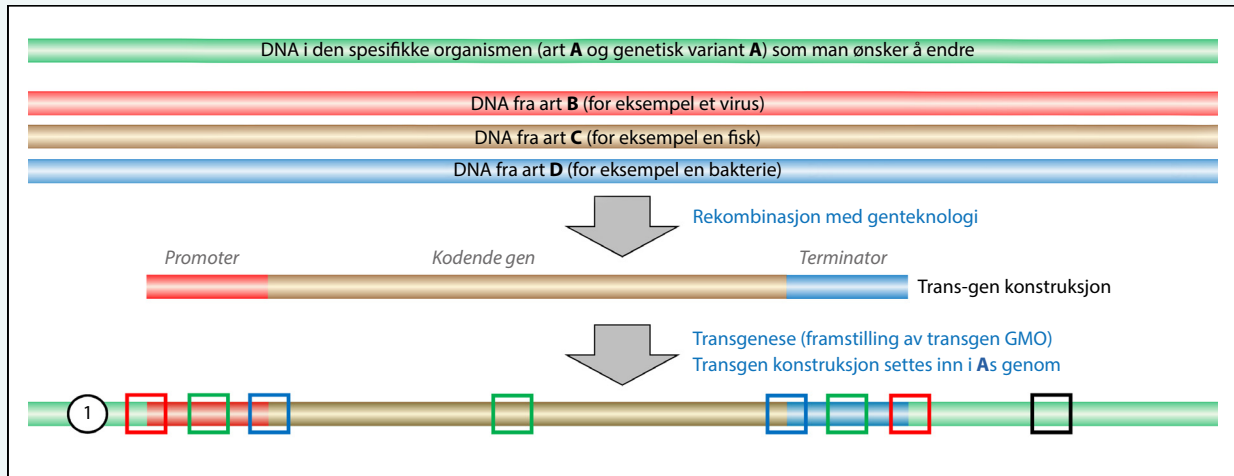 DNA i den spesifikke organismen (art A og genetisk variant A) som man ønsker å endre
DNA fra art B (for eksempel et virus)
DNA fra art C (for eksempel en fisk)
DNA fra art D (for eksempel en bakterie)
Rekombinasjon med genteknologi
Promoter
Kodende gen
Terminator
Trans-gen konstruksjon
Transgenese (framstilling av transgen GMO)
Transgen konstruksjon settes inn i As genom
1